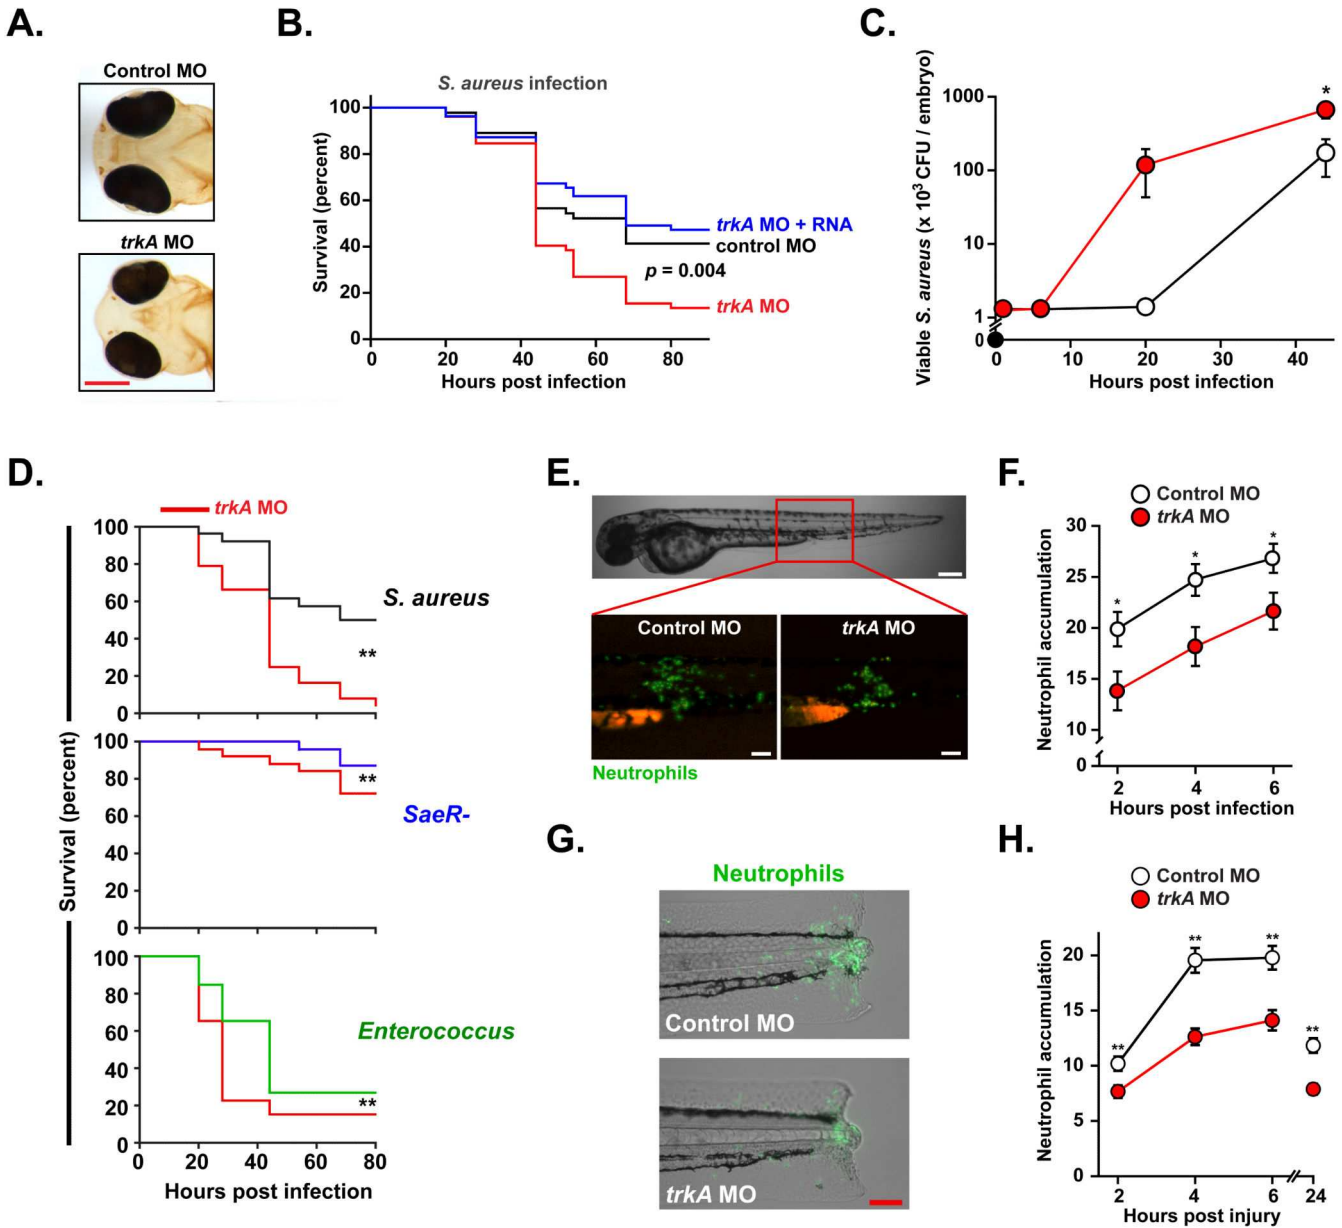 A.
Control MO
trkA MO
B.
S. aureus infection
Survival (percent)
100
80
60
40
20
0
trkA MO + RNA
control MO
p = 0.004
trkA MO
0 20 40 60 80
Hours post infection
C.
Viable S. aureus (x 10³ CFU / embryo)
1000
100
10
1
0
*
0 10 20 30 40
Hours post infection
D.
trkA MO
Survival (percent)
100
80
60
40
20
0
S. aureus
**
100
80
60
40
20
0
SaeR-
**
100
80
60
40
20
0
Enterococcus
**
0 20 40 60 80
Hours post infection
E.
Control MO
trkA MO
Neutrophils
F.
Control MO
trkA MO
Neutrophil accumulation
30
25
20
15
10
0
* * *
2 4 6
Hours post infection
G.
Neutrophils
Control MO
trkA MO
H.
Control MO
trkA MO
Neutrophil accumulation
20
15
10
5
0
** ** ** **
2 4 6 24
Hours post injury